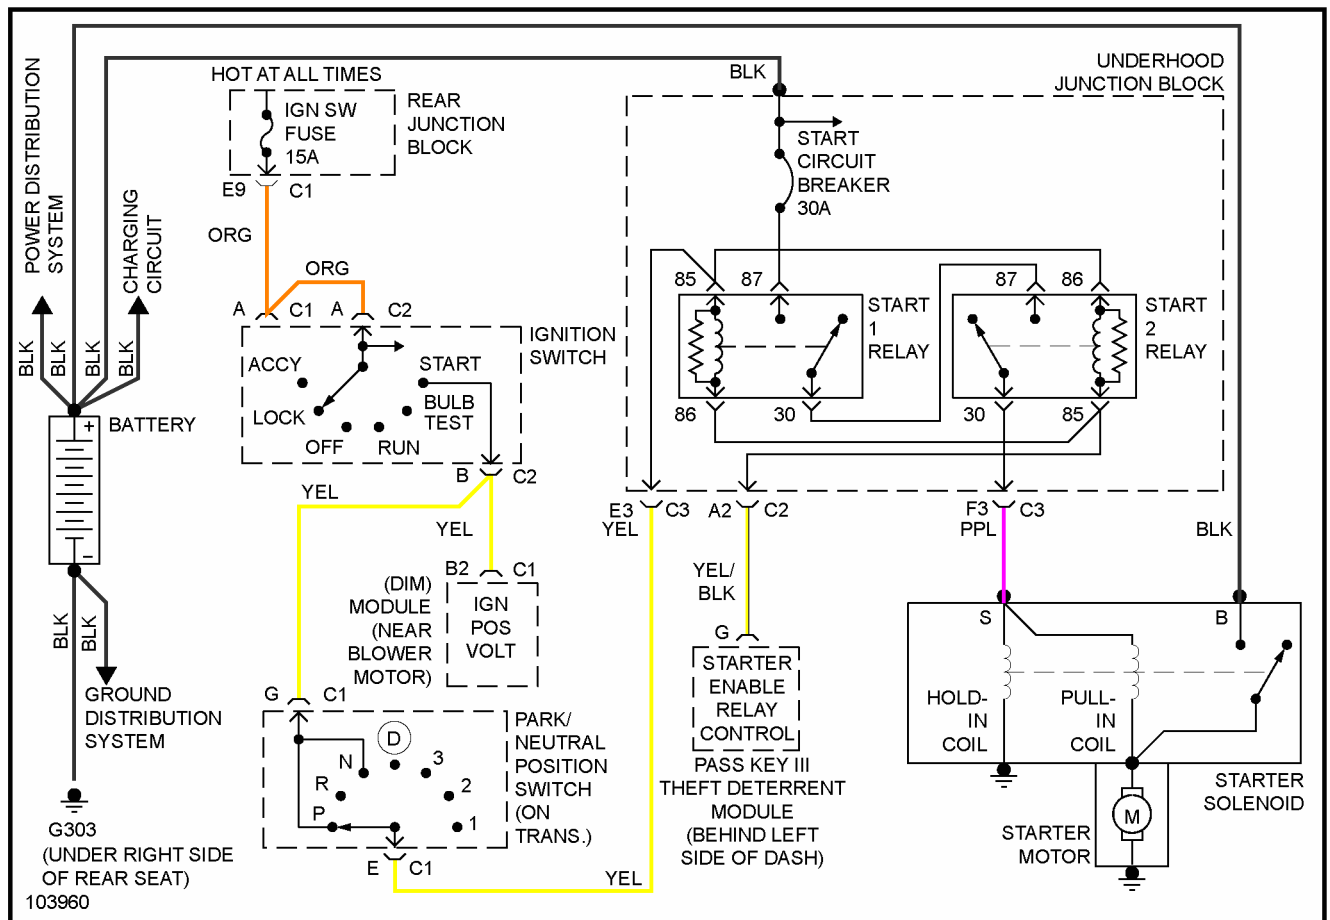 HOT AT ALL TIMES
IGN SW
FUSE
15A
REAR
JUNCTION
BLOCK
E9
C1
ORG
ORG
A
C1
A
C2
IGNITION
SWITCH
ACCY
LOCK
OFF
RUN
BULB
TEST
START
B
C2
YEL
YEL
B2
C1
IGN
POS
VOLT
(DIM)
MODULE
(NEAR
BLOWER
MOTOR)
POWER DISTRIBUTION
SYSTEM
CHARGING
CIRCUIT
BLK
BLK
BLK
BLK
BATTERY
+
-
BLK
BLK
GROUND
DISTRIBUTION
SYSTEM
G303
(UNDER RIGHT SIDE
OF REAR SEAT)
103960
G
C1
PARK/
NEUTRAL
POSITION
SWITCH
(ON
TRANS.)
P
R
N
D
3
2
1
E
C1
YEL
BLK
UNDERHOOD
JUNCTION BLOCK
START
CIRCUIT
BREAKER
30A
85
87
START
1
RELAY
86
30
87
86
START
2
RELAY
30
85
E3
C3
YEL
A2
C2
F3
C3
PPL
BLK
YEL/
BLK
G
STARTER
ENABLE
RELAY
CONTROL
PASS KEY III
THEFT DETERRENT
MODULE
(BEHIND LEFT
SIDE OF DASH)
S
B
HOLD-
IN
COIL
PULL-
IN
COIL
STARTER
SOLENOID
M
STARTER
MOTOR